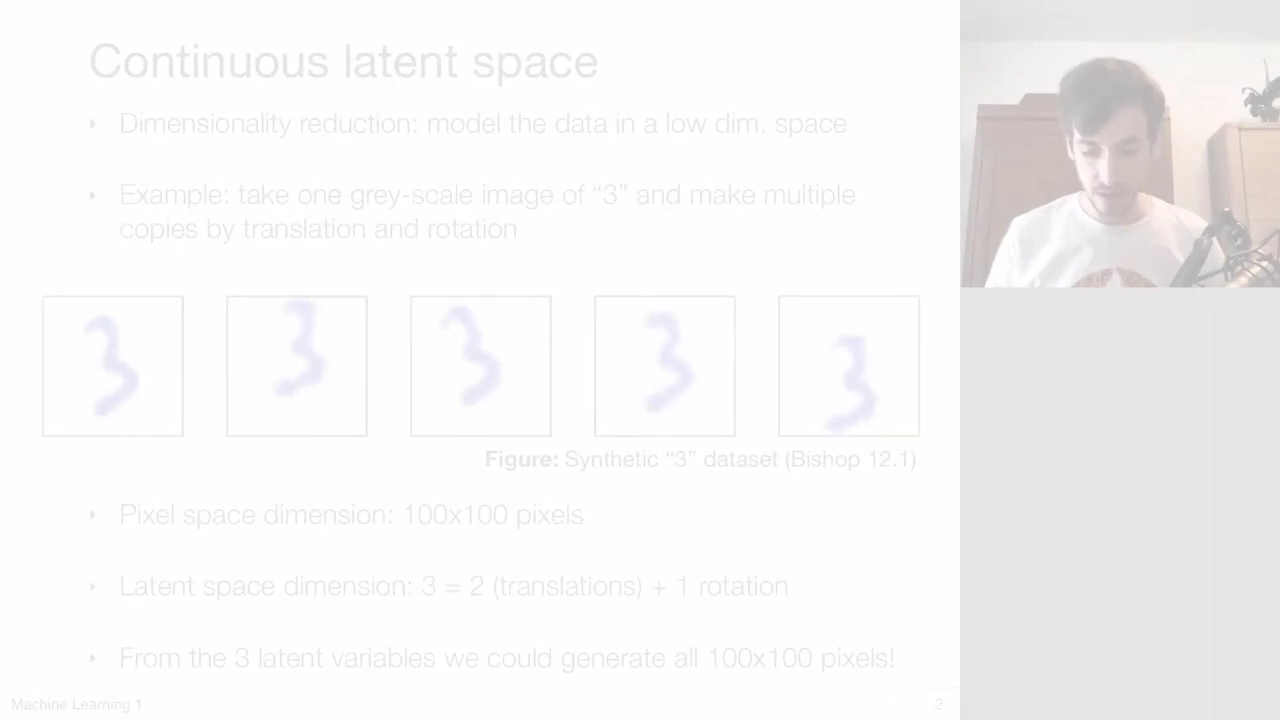 Continuous latent space
‣ Dimensionality reduction: model the data in a low dim. space
‣ Example: take one grey-scale image of “3” and make multiple
copies by translation and rotation
3 3 3 3 3
Figure: Synthetic “3” dataset (Bishop 12.1)
‣ Pixel space dimension: 100x100 pixels
‣ Latent space dimension: 3 = 2 (translations) + 1 rotation
‣ From the 3 latent variables we could generate all 100x100 pixels!
Machine Learning 1
2